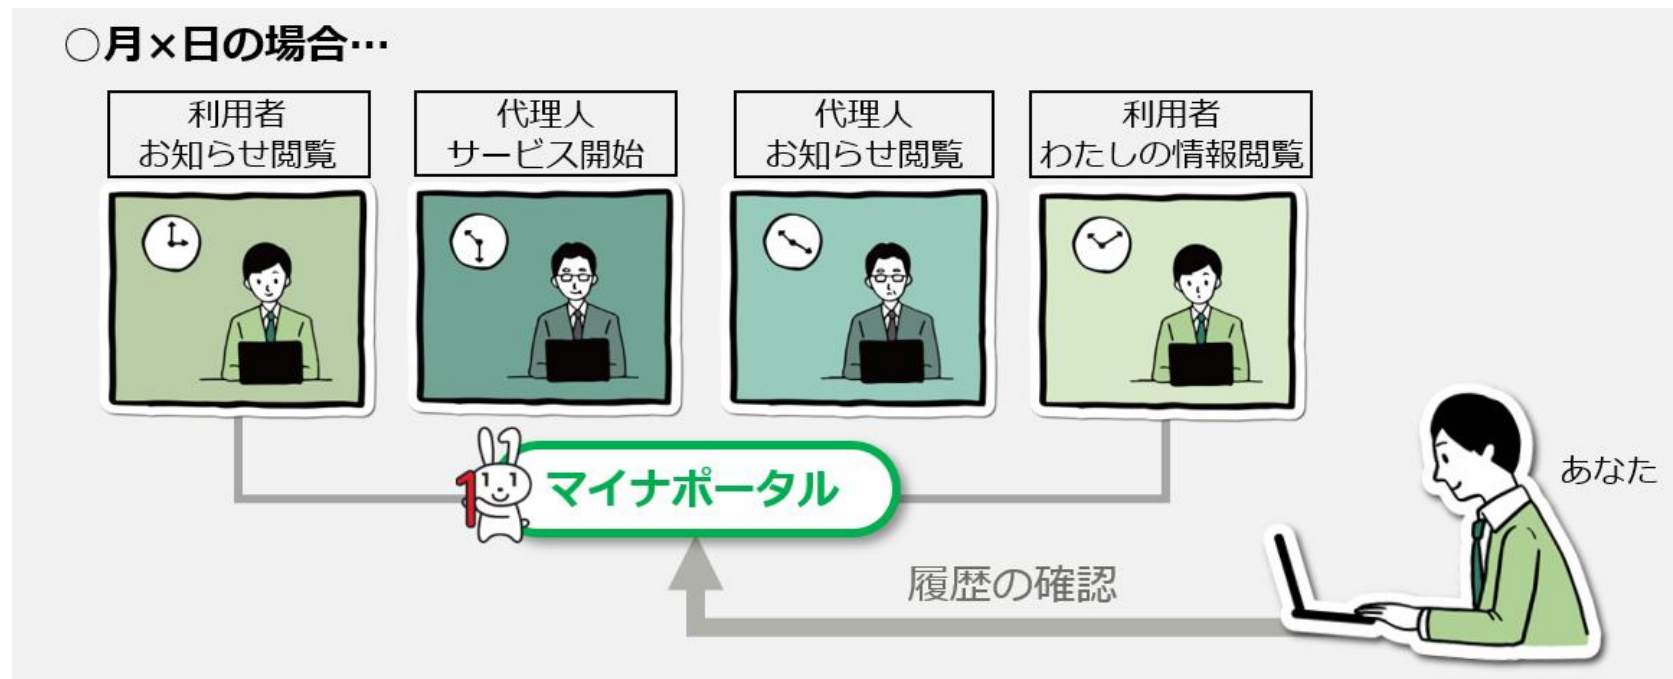 ○月×日の場合…
利用者
お知らせ閲覧
代理人
サービス開始
代理人
お知らせ閲覧
利用者
わたしの情報閲覧
1
マイナポータル
あなた
履歴の確認